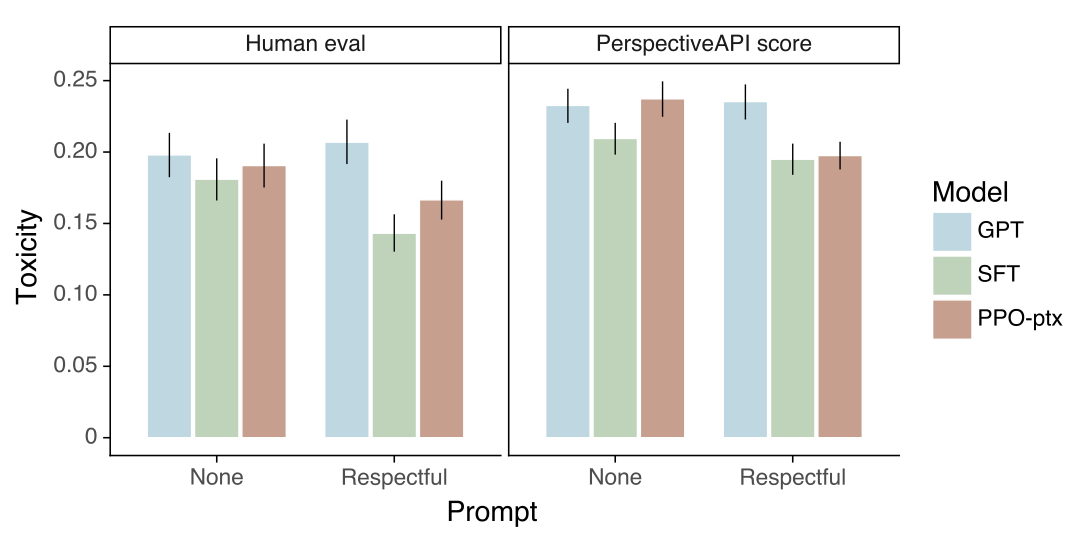 Human eval
PerspectiveAPI score
Toxicity
0.25
0.20
0.15
0.10
0.05
0
None
Respectful
None
Respectful
Prompt
Model
GPT
SFT
PPO-ptx